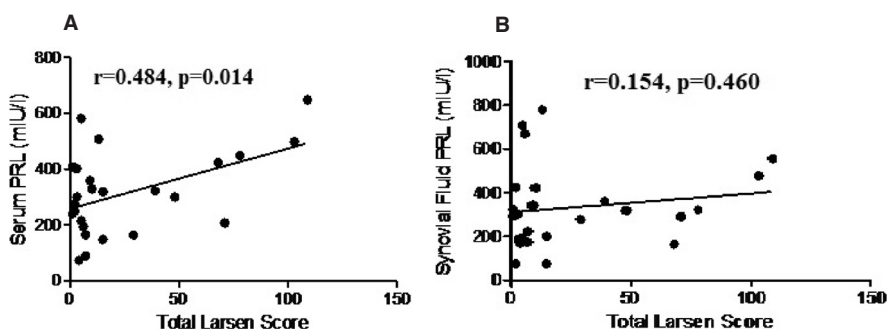 A
r=0.484, p=0.014
Serum PRL (mIU/l)
800
600
400
200
0
0
50
100
150
Total Larsen Score
B
r=0.154, p=0.460
Synovial Fluid PRL (mIU/l)
1000
800
600
400
200
0
0
50
100
150
Total Larsen Score